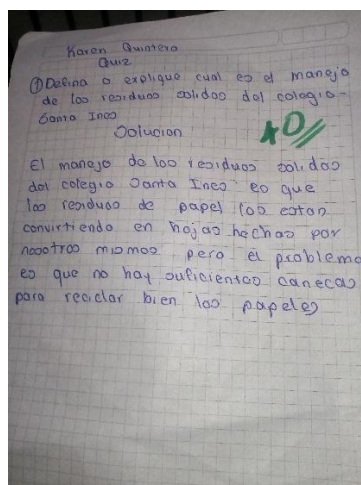 Karen Quintero
Quiz
① Defina o explique cual es el manejo
de los residuos solidos del colegio
Santa Ines
Solucion
El manejo de los residuos solidos
del colegio Santa Ines es que
los residuos de papel los estan
convirtiendo en hojas hechas por
nosotros mismos pero el problema
es que no hay suficientes canecas
para reciclar bien los papeles